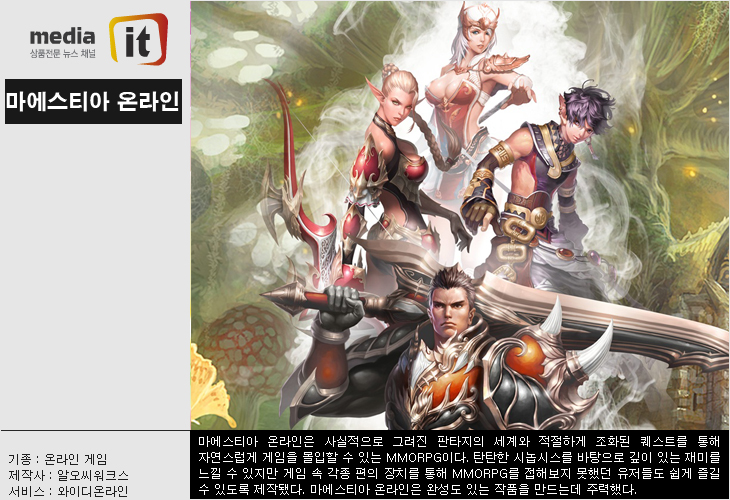 media it
상품전문 뉴스 채널
마에스티아 온라인
기종 : 온라인 게임
제작사 : 알오씨워크스
서비스 : 와이디온라인
마에스티아 온라인은 사실적으로 그려진 판타지의 세계와 적절하게 조화된 퀘스트를 통해
자연스럽게 게임을 몰입할 수 있는 MMORPG이다. 탄탄한 시놉시스를 바탕으로 깊이 있는 재미를
느낄 수 있지만 게임 속 각종 편의 장치를 통해 MMORPG를 접해보지 못했던 유저들도 쉽게 즐길
수 있도록 제작됐다. 마에스티아 온라인은 완성도 있는 작품을 만드는데 주력했다.